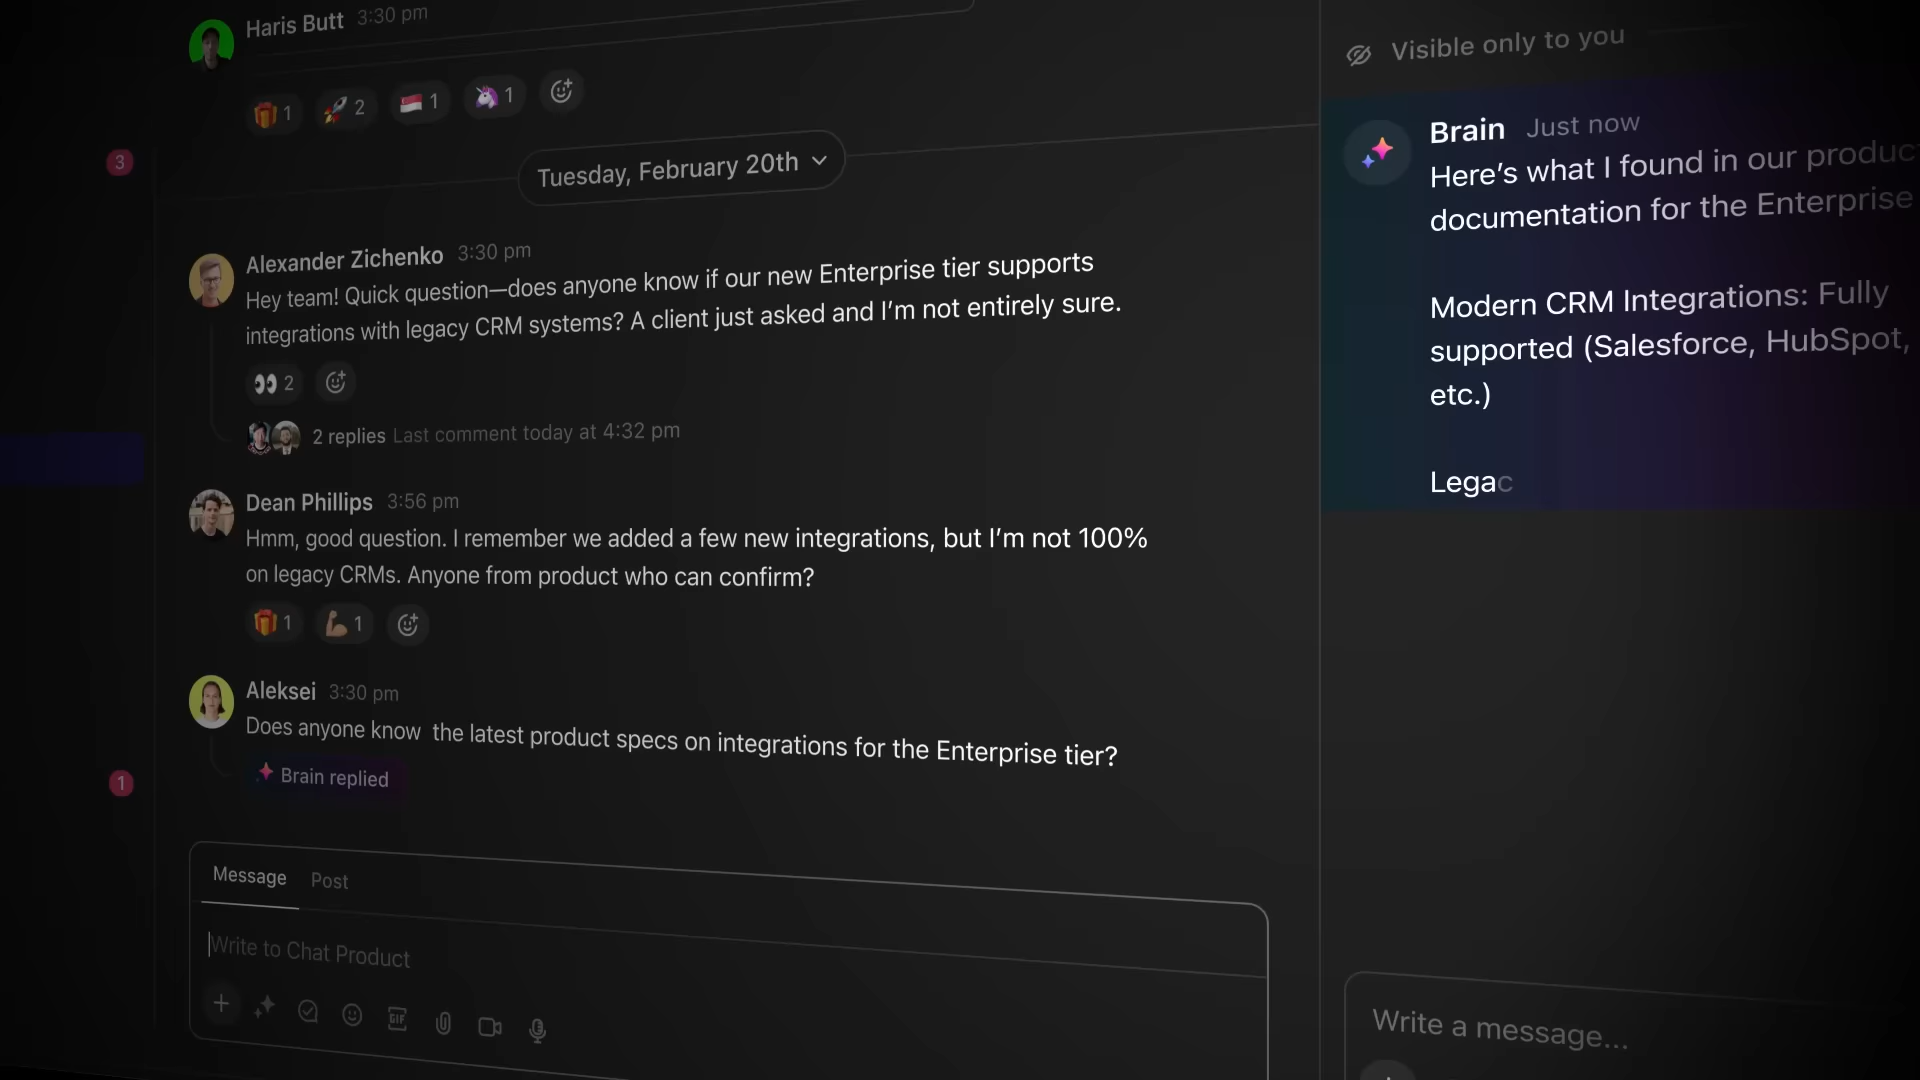 Haris Butt 3:30 pm
1 2 1 1
Tuesday, February 20th
3
Alexander Zichenko 3:30 pm
Hey team! Quick question—does anyone know if our new Enterprise tier supports
integrations with legacy CRM systems? A client just asked and I’m not entirely sure.
2
2 replies Last comment today at 4:32 pm
Dean Phillips 3:56 pm
Hmm, good question. I remember we added a few new integrations, but I’m not 100%
on legacy CRMs. Anyone from product who can confirm?
1 1
Aleksei 3:30 pm
Does anyone know the latest product specs on integrations for the Enterprise tier?
Brain replied
1
Message Post
Write to Chat Product
GIF
Visible only to you
Brain Just now
Here’s what I found in our produc
documentation for the Enterprise
Modern CRM Integrations: Fully
supported (Salesforce, HubSpot,
etc.)
Legac
Write a message...